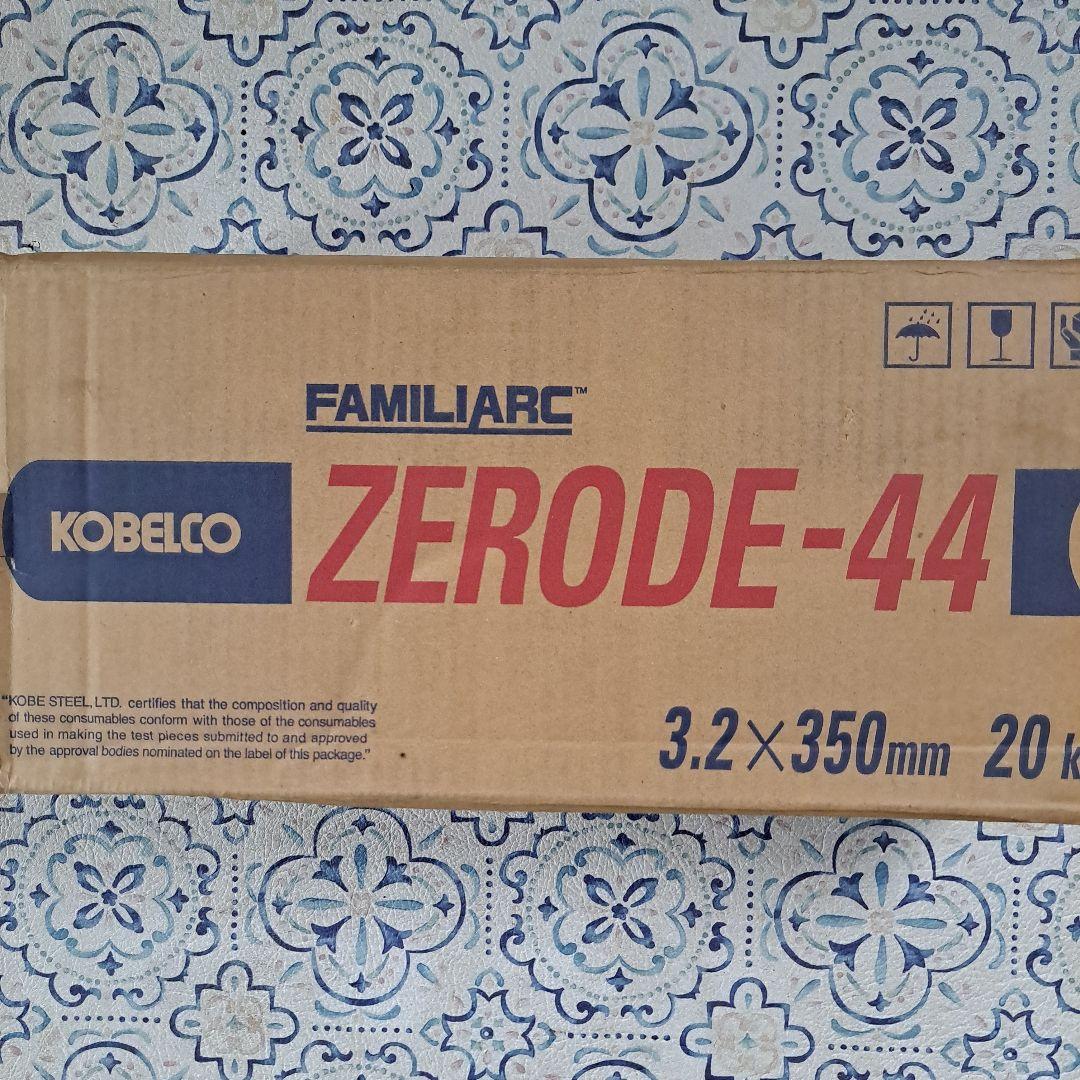 FAMILIARC™
KOBELCO
ZERODE-44
"KOBE STEEL,LTD. certifies that the composition and quality
of these consumables conform with those of the consumables
used in making the test pieces submitted to and approved
by the approval bodies nominated on the label of this package."
3.2×350mm 20 k